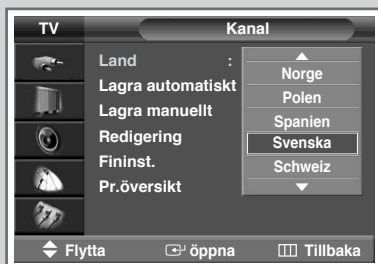 TV Kanal
Land :
Lagra automatiskt
Lagra manuellt
Redigering
Fininst.
Pr.översikt
Norge
Polen
Spanien
Svenska
Schweiz
Flytta öppna Tillbaka